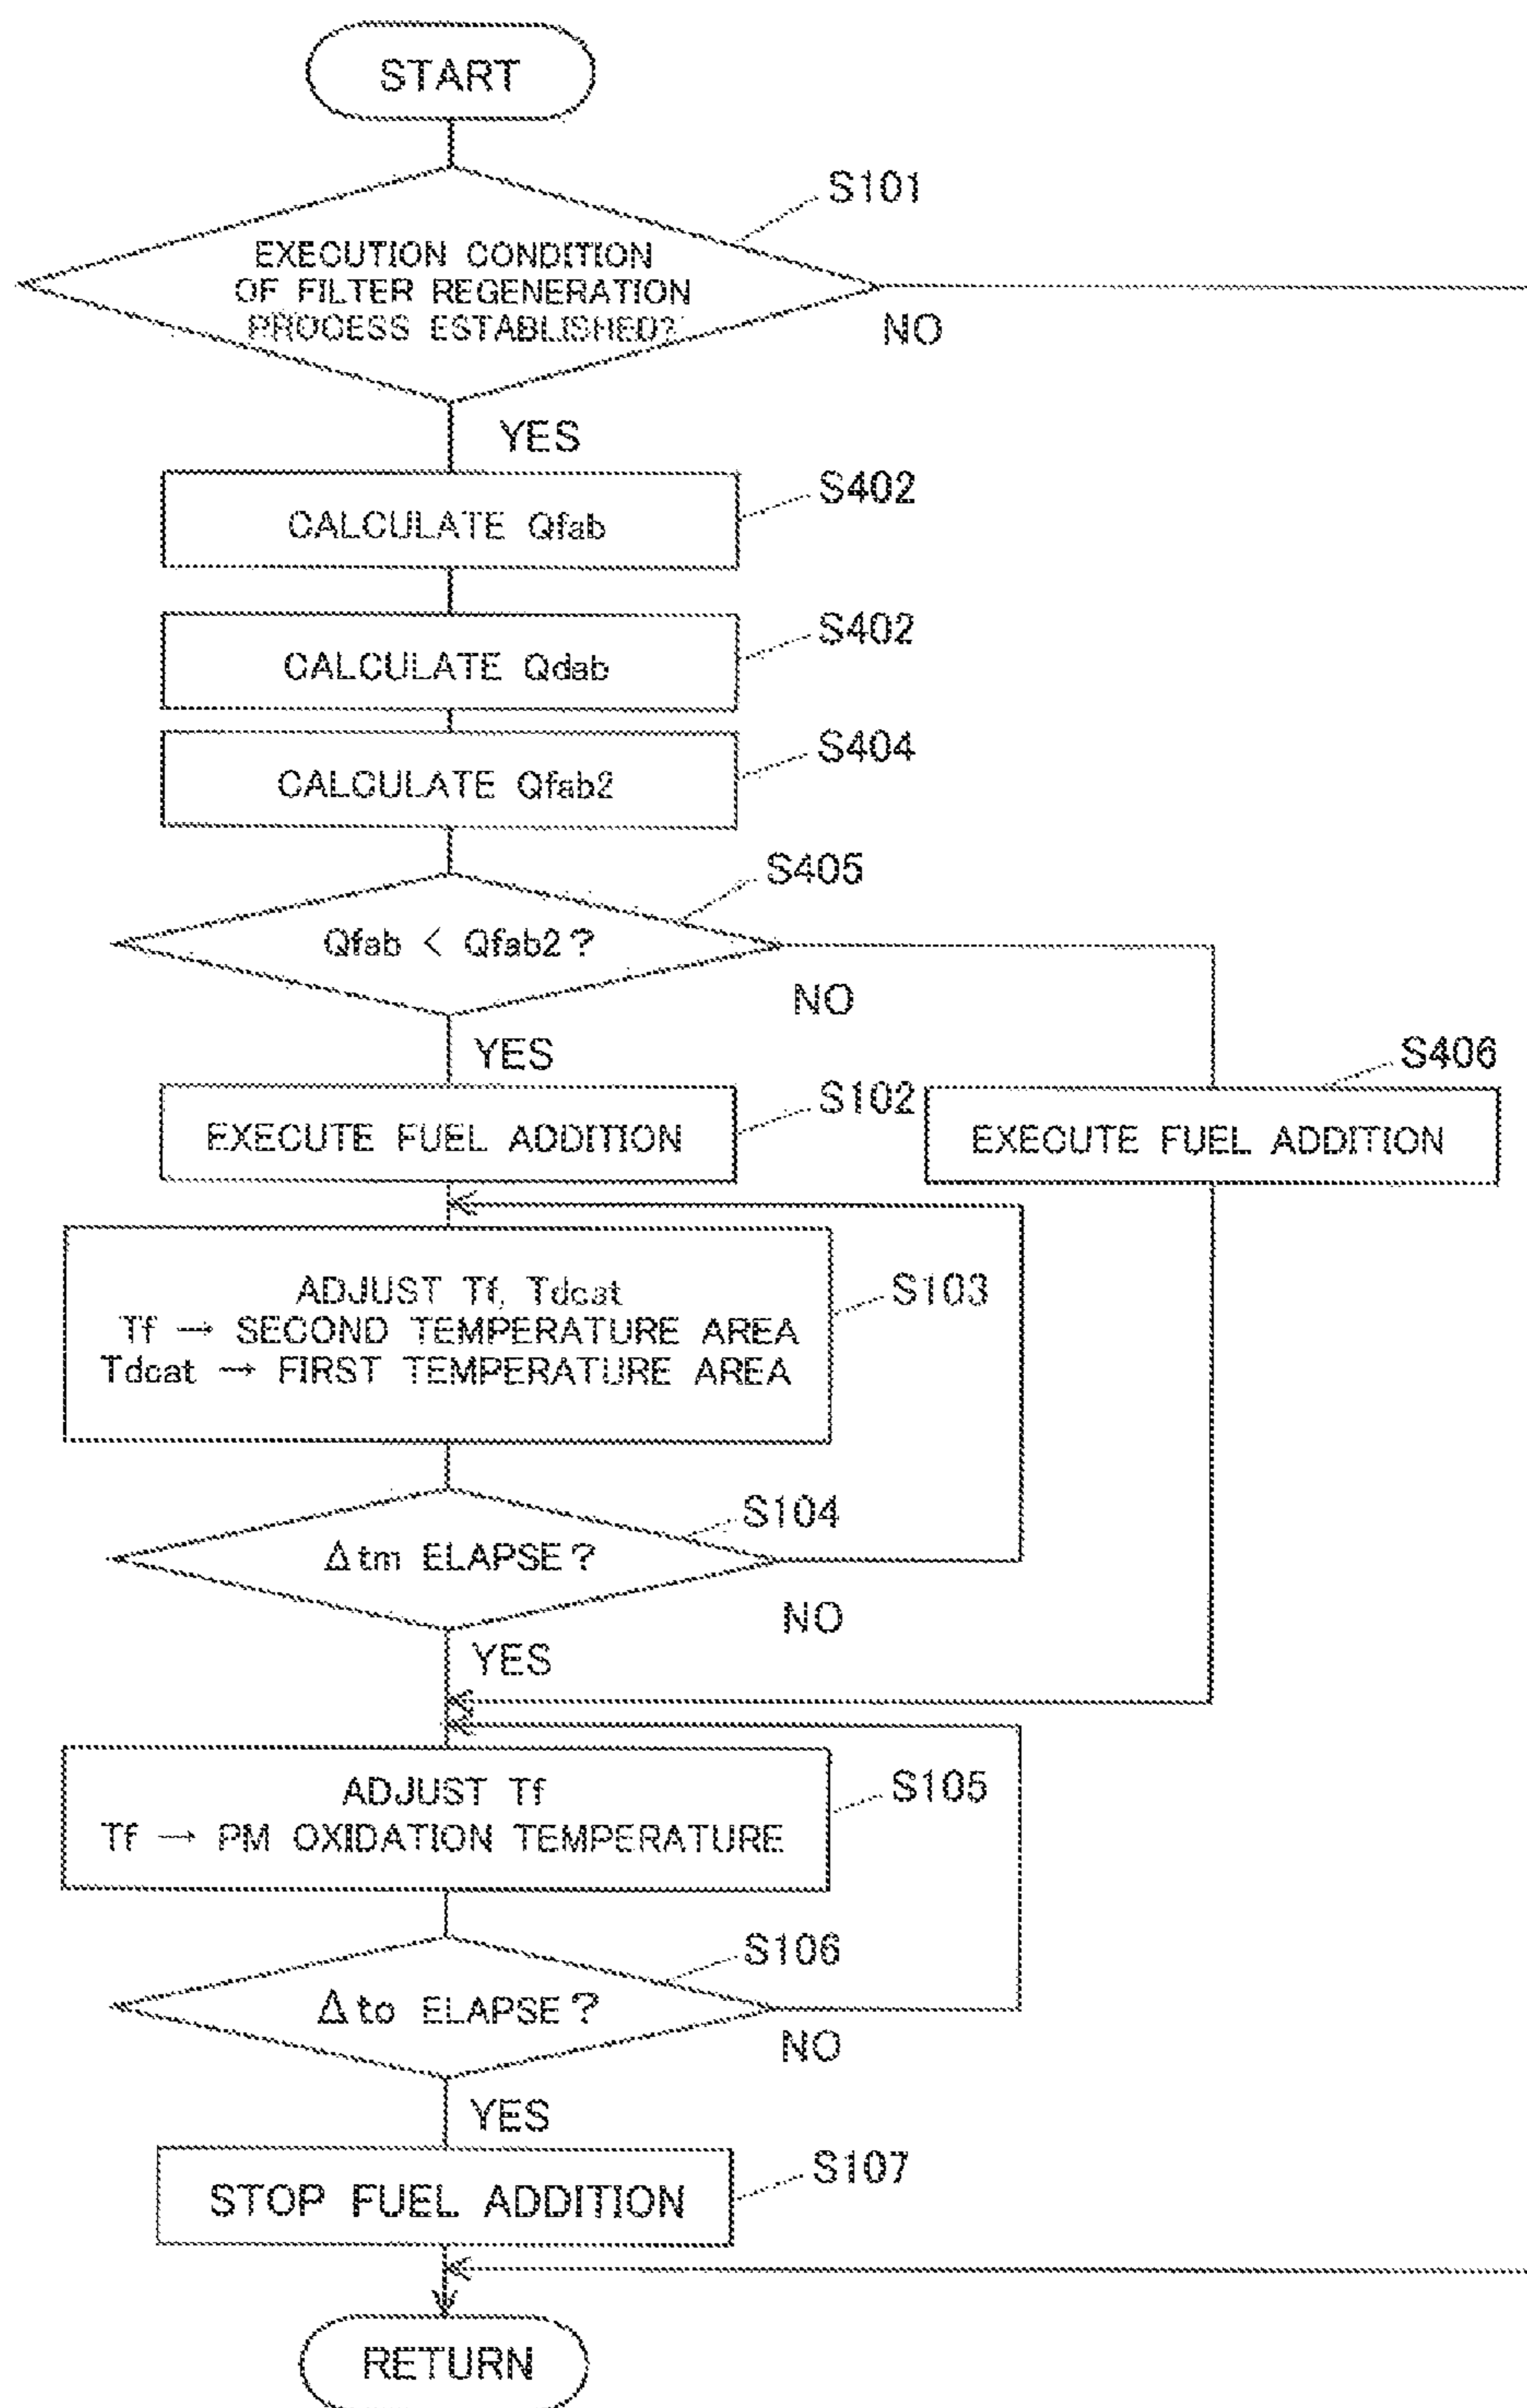 START
S101
EXECUTION CONDITION
OF FILTER REGENERATION
PROCESS ESTABLISHED?
NO
YES
S402
CALCULATE Qfab
S402
CALCULATE Qdab
S404
CALCULATE Qfab2
S405
Qfab < Qfab2?
NO
YES
S406
S102
EXECUTE FUEL ADDITION
EXECUTE FUEL ADDITION
ADJUST Tf, Tdcat
S103
Tf → SECOND TEMPERATURE AREA
Tdcat → FIRST TEMPERATURE AREA
S104
Δtm ELAPSE?
NO
YES
ADJUST Tf
S105
Tf → PM OXIDATION TEMPERATURE
S106
Δto ELAPSE?
NO
YES
S107
STOP FUEL ADDITION
RETURN